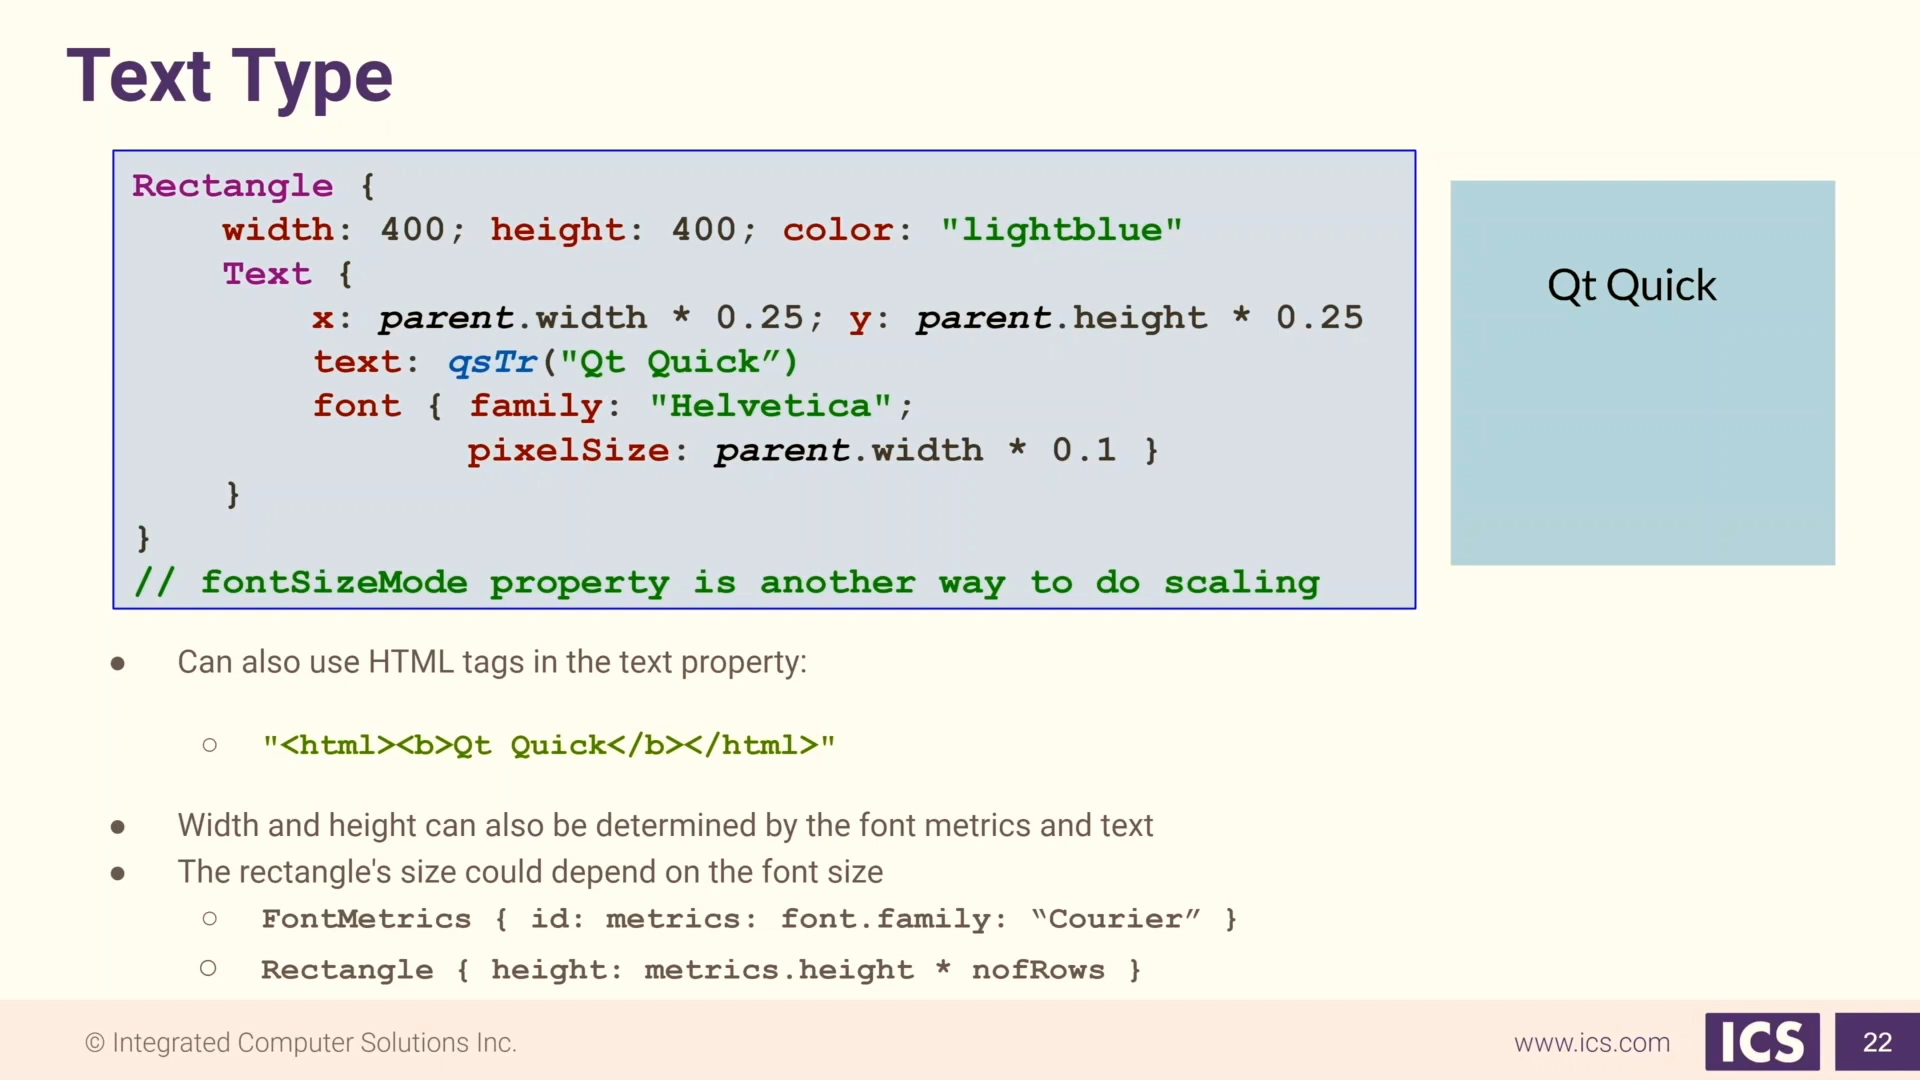 Text Type
Rectangle {
width: 400; height: 400; color: "lightblue"
Text {
x: parent.width * 0.25; y: parent.height * 0.25
text: qsTr("Qt Quick”)
font { family: "Helvetica";
pixelSize: parent.width * 0.1 }
}
}
// fontSizeMode property is another way to do scaling
Qt Quick
● Can also use HTML tags in the text property:
○ "<html><b>Qt Quick</b></html>"
● Width and height can also be determined by the font metrics and text
● The rectangle's size could depend on the font size
○ FontMetrics { id: metrics: font.family: “Courier” }
○ Rectangle { height: metrics.height * nofRows }
© Integrated Computer Solutions Inc.
www.ics.com
ICS
22